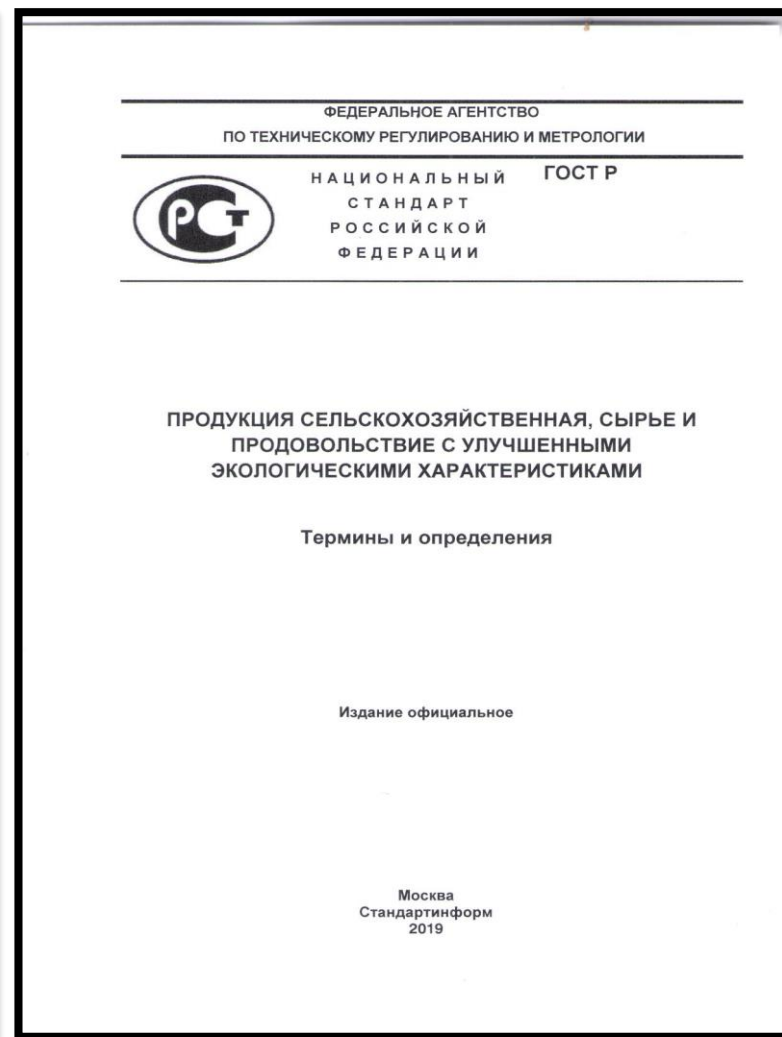 ФЕДЕРАЛЬНОЕ АГЕНТСТВО
ПО ТЕХНИЧЕСКОМУ РЕГУЛИРОВАНИЮ И МЕТРОЛОГИИ
РСТ
НАЦИОНАЛЬНЫЙ
СТАНДАРТ
РОССИЙСКОЙ
ФЕДЕРАЦИИ
ГОСТ Р
ПРОДУКЦИЯ СЕЛЬСКОХОЗЯЙСТВЕННАЯ, СЫРЬЕ И
ПРОДОВОЛЬСТВИЕ С УЛУЧШЕННЫМИ
ЭКОЛОГИЧЕСКИМИ ХАРАКТЕРИСТИКАМИ
Термины и определения
Издание официальное
Москва
Стандартинформ
2019